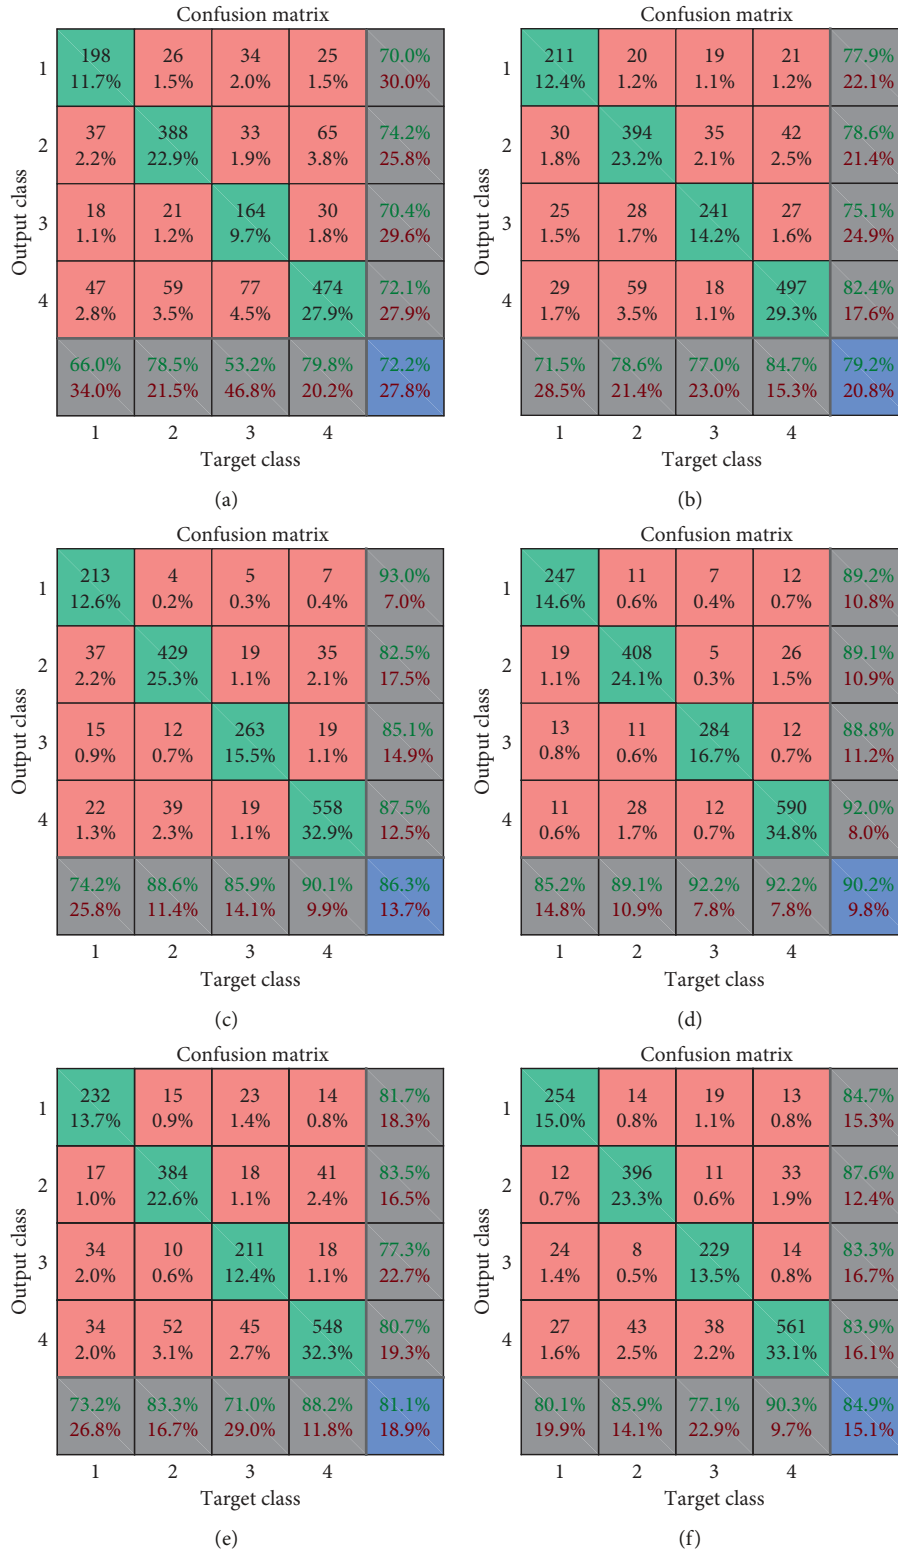 Confusion matrix
198 26 34 25 70.0%
1
11.7% 1.5% 2.0% 1.5% 30.0%
37 388 33 65 74.2%
2
2.2% 22.9% 1.9% 3.8% 25.8%
18 21 164 30 70.4%
3
1.1% 1.2% 9.7% 1.8% 29.6%
47 59 77 474 72.1%
4
2.8% 3.5% 4.5% 27.9% 27.9%
66.0% 78.5% 53.2% 79.8% 72.2%
34.0% 21.5% 46.8% 20.2% 27.8%
Output class
1 2 3 4
Target class
(a)
Confusion matrix
211 20 19 21 77.9%
1
12.4% 1.2% 1.1% 1.2% 22.1%
30 394 35 42 78.6%
2
1.8% 23.2% 2.1% 2.5% 21.4%
25 28 241 27 75.1%
3
1.5% 1.7% 14.2% 1.6% 24.9%
29 59 18 497 82.4%
4
1.7% 3.5% 1.1% 29.3% 17.6%
71.5% 78.6% 77.0% 84.7% 79.2%
28.5% 21.4% 23.0% 15.3% 20.8%
Output class
1 2 3 4
Target class
(b)
Confusion matrix
213 4 5 7 93.0%
1
12.6% 0.2% 0.3% 0.4% 7.0%
37 429 19 35 82.5%
2
2.2% 25.3% 1.1% 2.1% 17.5%
15 12 263 19 85.1%
3
0.9% 0.7% 15.5% 1.1% 14.9%
22 39 19 558 87.5%
4
1.3% 2.3% 1.1% 32.9% 12.5%
74.2% 88.6% 85.9% 90.1% 86.3%
25.8% 11.4% 14.1% 9.9% 13.7%
Output class
1 2 3 4
Target class
(c)
Confusion matrix
247 11 7 12 89.2%
1
14.6% 0.6% 0.4% 0.7% 10.8%
19 408 5 26 89.1%
2
1.1% 24.1% 0.3% 1.5% 10.9%
13 11 284 12 88.8%
3
0.8% 0.6% 16.7% 0.7% 11.2%
11 28 12 590 92.0%
4
0.6% 1.7% 0.7% 34.8% 8.0%
85.2% 89.1% 92.2% 92.2% 90.2%
14.8% 10.9% 7.8% 7.8% 9.8%
Output class
1 2 3 4
Target class
(d)
Confusion matrix
232 15 23 14 81.7%
1
13.7% 0.9% 1.4% 0.8% 18.3%
17 384 18 41 83.5%
2
1.0% 22.6% 1.1% 2.4% 16.5%
34 10 211 18 77.3%
3
2.0% 0.6% 12.4% 1.1% 22.7%
34 52 45 548 80.7%
4
2.0% 3.1% 2.7% 32.3% 19.3%
73.2% 83.3% 71.0% 88.2% 81.1%
26.8% 16.7% 29.0% 11.8% 18.9%
Output class
1 2 3 4
Target class
(e)
Confusion matrix
254 14 19 13 84.7%
1
15.0% 0.8% 1.1% 0.8% 15.3%
12 396 11 33 87.6%
2
0.7% 23.3% 0.6% 1.9% 12.4%
24 8 229 14 83.3%
3
1.4% 0.5% 13.5% 0.8% 16.7%
27 43 38 561 83.9%
4
1.6% 2.5% 2.2% 33.1% 16.1%
80.1% 85.9% 77.1% 90.3% 84.9%
19.9% 14.1% 22.9% 9.7% 15.1%
Output class
1 2 3 4
Target class
(f)